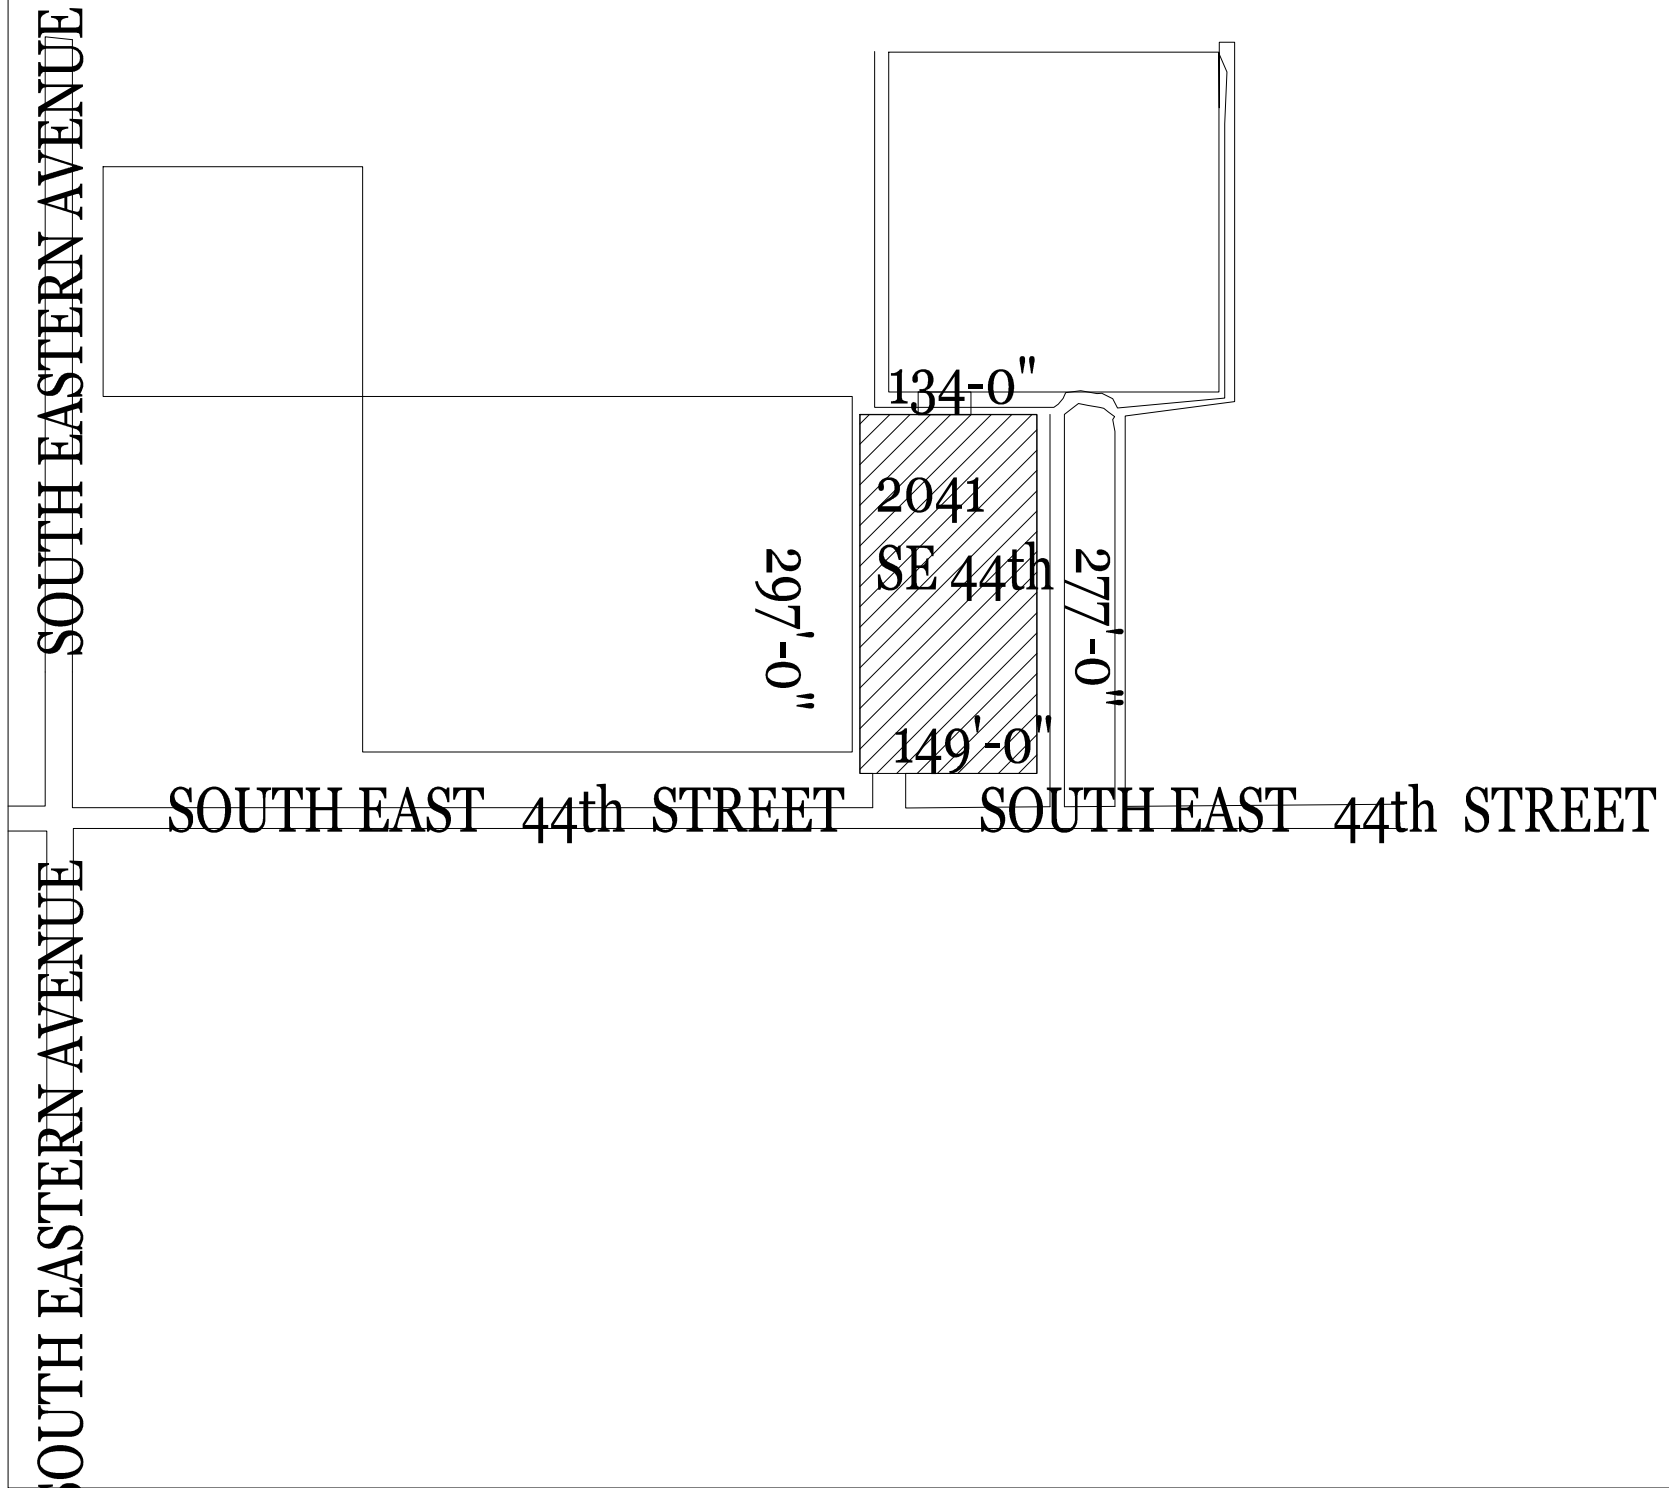 SOUTH EASTERN AVENUE
134-0"
2041
SE 44th
297'-0"
277'-0"
149'-0"
SOUTH EAST 44th STREET
SOUTH EAST 44th STREET
SOUTH EASTERN AVENUE